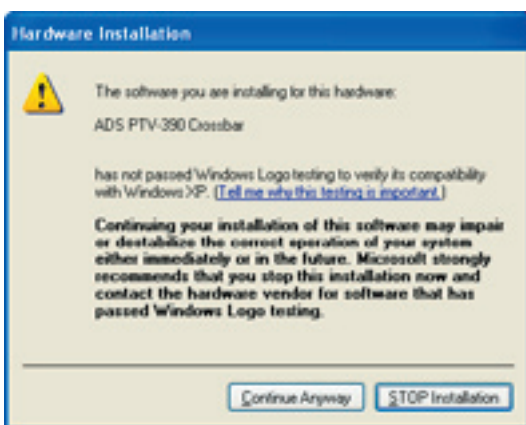 Hardware Installation
The software you are installing for this hardware:
ADS PTV-390 Crossbar
has not passed Windows Logo testing to verify its compatibility
with Windows XP. (Tell me why this testing is important.)
Continuing your installation of this software may impair
or destabilize the correct operation of your system
either immediately or in the future. Microsoft strongly
recommends that you stop this installation now and
contact the hardware vendor for software that has
passed Windows Logo testing.
Continue Anyway
STOP Installation